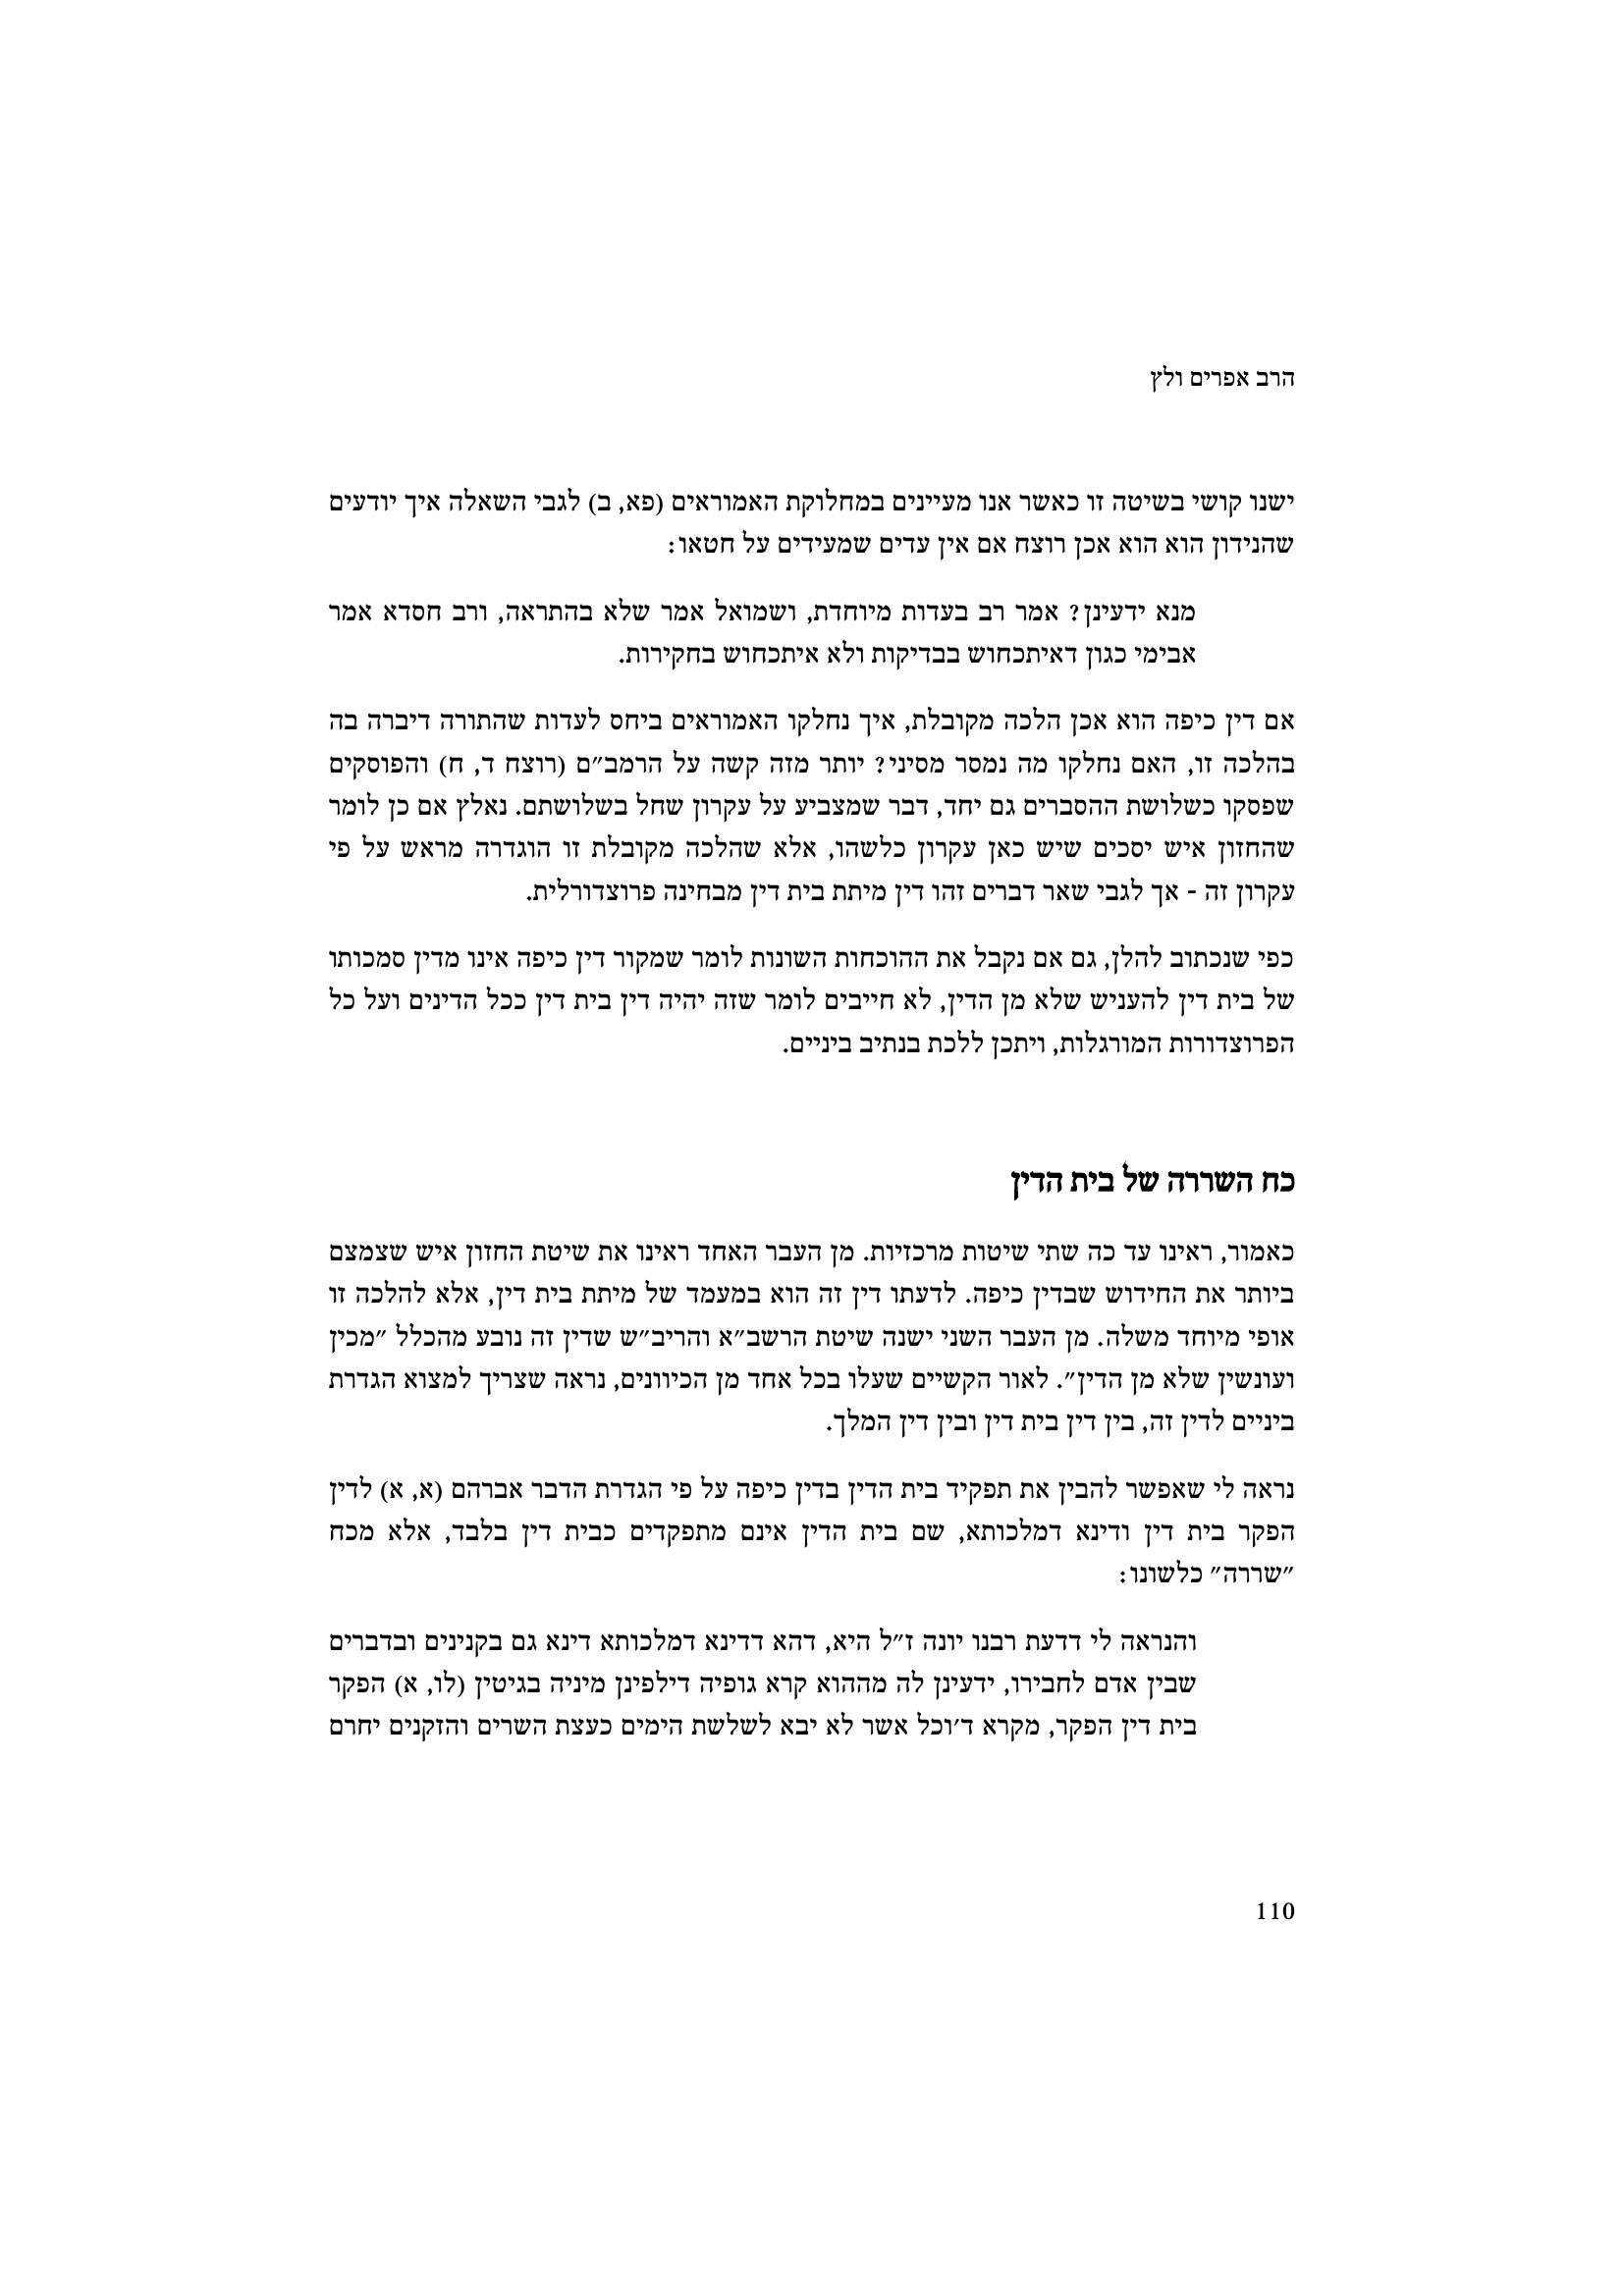 הרב אפרים ולץ
ישנו קושי בשיטה זו כאשר אנו מעיינים במחלוקת האמוראים (פא, ב) לגבי השאלה איך יודעים
שהנידון הוא הוא אכן רוצח אם אין עדים שמעידים על חטאו:
מנא ידעינן? אמר רב בעדות מיוחדת, ושמואל אמר שלא בהתראה, ורב חסדא אמר
אבימי כגון דאיתכחוש בבדיקות ולא איתכחוש בחקירות.
אם דין כיפה הוא אכן הלכה מקובלת, איך נחלקו האמוראים ביחס לעדות שהתורה דיברה בה
בהלכה זו, האם נחלקו מה נמסר מסיני? יותר מזה קשה על הרמב״ם (רוצח ד, ח) והפוסקים
שפסקו כשלושת ההסברים גם יחד, דבר שמצביע על עקרון שחל בשלושתם. נאלץ אם כן לומר
שהחזון איש יסכים שיש כאן עקרון כלשהו, אלא שהלכה מקובלת זו הוגדרה מראש על פי
עקרון זה - אך לגבי שאר דברים זהו דין מיתת בית דין מבחינה פרוצדורלית.
כפי שנכתוב להלן, גם אם נקבל את ההוכחות השונות לומר שמקור דין כיפה אינו מדין סמכותו
של בית דין להעניש שלא מן הדין, לא חייבים לומר שזה יהיה דין בית דין ככל הדינים ועל כל
הפרוצדורות המורגלות, ויתכן ללכת בנתיב ביניים.
כח השררה של בית הדין
כאמור, ראינו עד כה שתי שיטות מרכזיות. מן העבר האחד ראינו את שיטת החזון איש שצמצם
ביותר את החידוש שבדין כיפה. לדעתו דין זה הוא במעמד של מיתת בית דין, אלא להלכה זו
אופי מיוחד משלה. מן העבר השני ישנה שיטת הרשב״א והריב״ש שדין זה נובע מהכלל ״מכין
ועונשין שלא מן הדין״. לאור הקשיים שעלו בכל אחד מן הכיוונים, נראה שצריך למצוא הגדרת
ביניים לדין זה, בין דין בית דין ובין דין המלך.
נראה לי שאפשר להבין את תפקיד בית הדין בדין כיפה על פי הגדרת הדבר אברהם (א, א) לדין
הפקר בית דין ודינא דמלכותא, שם בית הדין אינם מתפקדים כבית דין בלבד, אלא מכח
״שררה״ כלשונו:
והנראה לי דדעת רבנו יונה ז״ל היא, דהא דדינא דמלכותא דינא גם בקנינים ובדברים
שבין אדם לחבירו, ידעינן לה מההוא קרא גופיה דילפינן מיניה בגיטין (לו, א) הפקר
בית דין הפקר, מקרא ד׳וכל אשר לא יבא לשלשת הימים כעצת השרים והזקנים יחרם
110